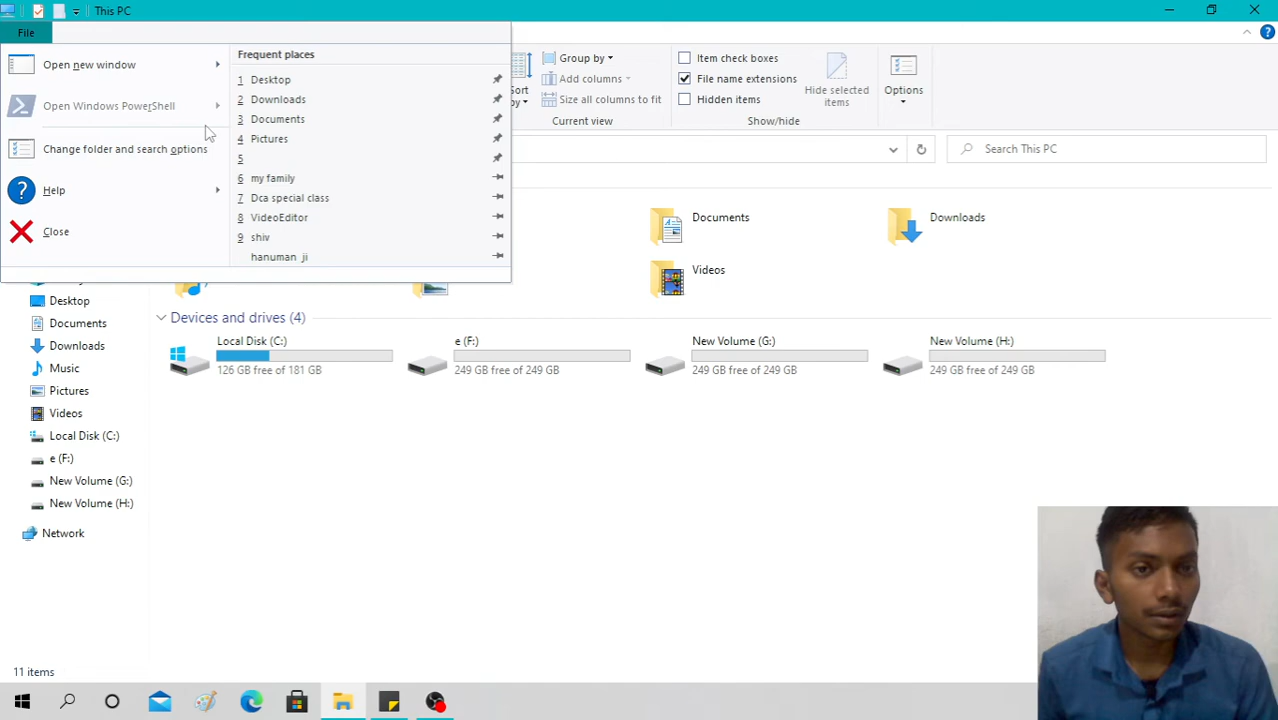 This PC
File
Open new window
Open Windows PowerShell
Change folder and search options
Help
Close
Frequent places
1 Desktop
2 Downloads
3 Documents
4 Pictures
5
6 my family
7 Dca special class
8 VideoEditor
9 shiv
hanuman ji
Sort
by
Group by
Add columns
Size all columns to fit
Current view
Item check boxes
File name extensions
Hidden items
Hide selected
items
Show/hide
Options
Search This PC
Documents
Downloads
Videos
Desktop
Documents
Downloads
Music
Pictures
Videos
Local Disk (C:)
e (F:)
New Volume (G:)
New Volume (H:)
Network
Devices and drives (4)
Local Disk (C:)
126 GB free of 181 GB
e (F:)
249 GB free of 249 GB
New Volume (G:)
249 GB free of 249 GB
New Volume (H:)
249 GB free of 249 GB
11 items